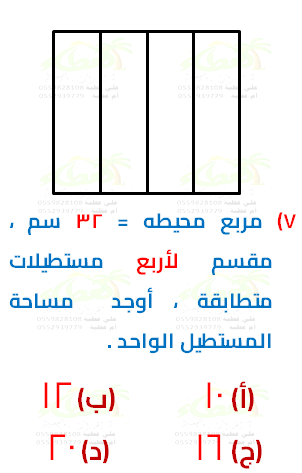 ٧) مربع محيطه = ٣٢ سم ،
مقسم لأربع مستطيلات
متطابقة ، أوجد مساحة
المستطيل الواحد .
(أ) ١٠ (ب) ١٢
(ج) ١٦ (د) ٢٠